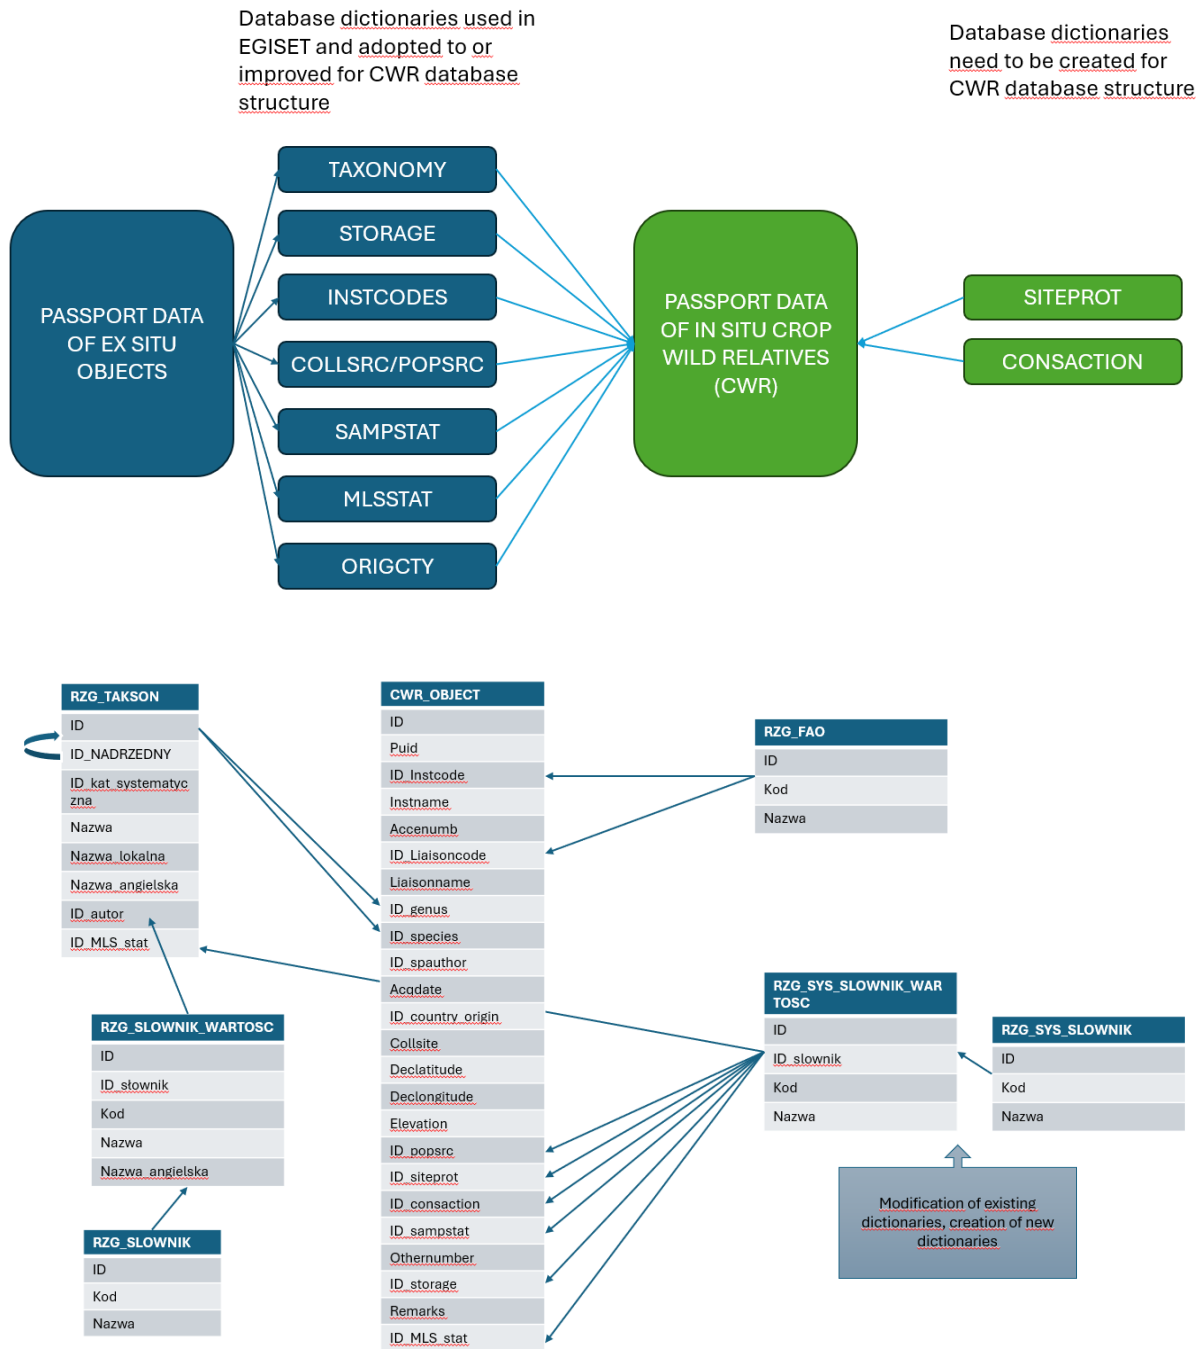 Database dictionaries used in
EGISET and adopted to or
improved for CWR database
structure
Database dictionaries
need to be created for
CWR database structure
PASSPORT DATA
OF EX SITU
OBJECTS
TAXONOMY
STORAGE
INSTCODES
COLLSRC/POPSRC
SAMPSTAT
MLSSTAT
ORIGCTY
PASSPORT DATA
OF IN SITU CROP
WILD RELATIVES
(CWR)
SITEPROT
CONSACTION
RZG_TAKSON
ID
ID_NADRZEDNY
ID_kat_systematyc
zna
Nazwa
Nazwa_lokalna
Nazwa_angielska
ID_autor
ID_MLS_stat
RZG_SLOWNIK_WARTOSC
ID
ID_słownik
Kod
Nazwa
Nazwa_angielska
RZG_SLOWNIK
ID
Kod
Nazwa
CWR_OBJECT
ID
Puid
ID_Instcode
Instname
Accenumb
ID_Liaisoncode
Liaisonname
ID_genus
ID_species
ID_spauthor
Acqdate
ID_country_origin
Collsite
Declatitude
Declongitude
Elevation
ID_popsrc
ID_siteprot
ID_consaction
ID_sampstat
Othernumber
ID_storage
Remarks
ID_MLS_stat
RZG_FAO
ID
Kod
Nazwa
RZG_SYS_SLOWNIK_WAR
TOSC
ID
ID_slownik
Kod
Nazwa
RZG_SYS_SLOWNIK
ID
Kod
Nazwa
Modification of existing
dictionaries, creation of new
dictionaries